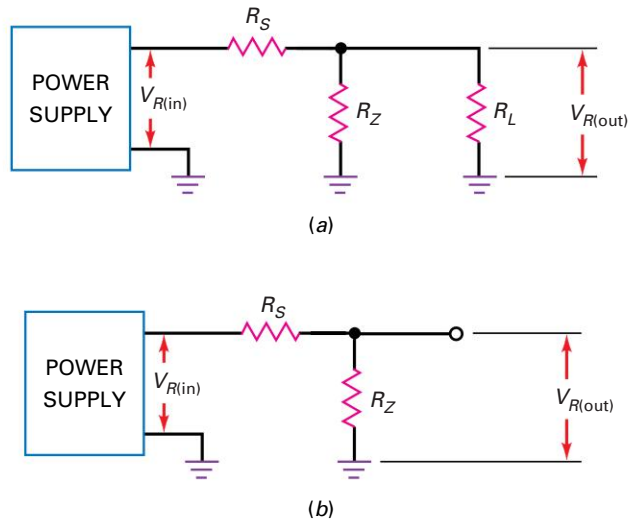 R_S
POWER
SUPPLY
V_R(in)
R_Z
R_L
V_R(out)
(a)
R_S
POWER
SUPPLY
V_R(in)
R_Z
V_R(out)
(b)